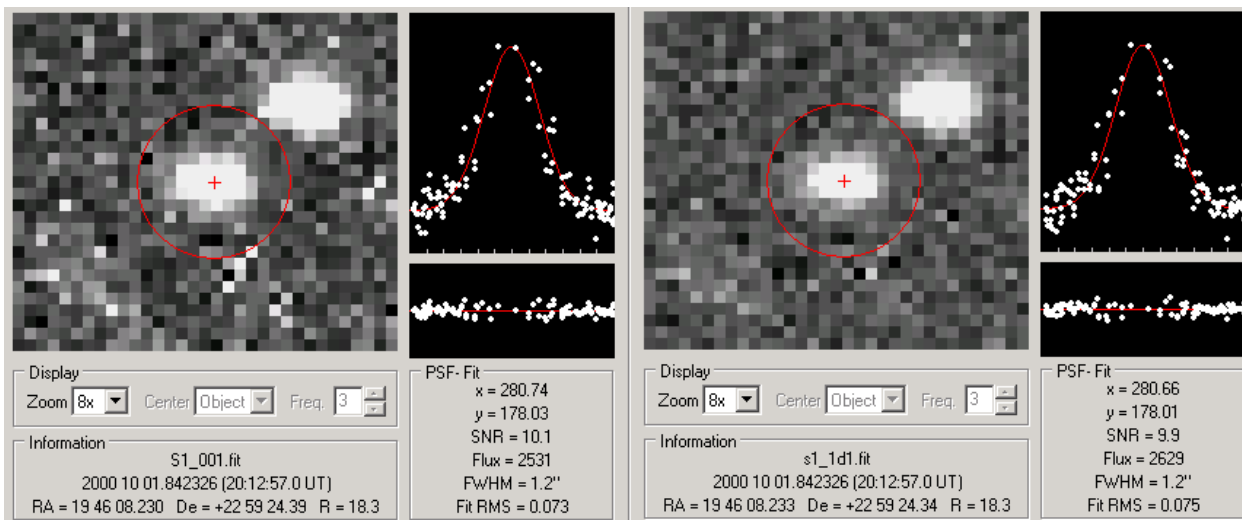 Display
Zoom 8x Center Object Freq. 3
Information
S1_001.fit
2000 10 01.842326 (20:12:57.0 UT)
RA = 19 46 08.230 De = +22 59 24.39 R = 18.3
PSF- Fit
x = 280.74
y = 178.03
SNR = 10.1
Flux = 2531
FWHM = 1.2"
Fit RMS = 0.073
Display
Zoom 8x Center Object Freq. 3
Information
s1_1d1.fit
2000 10 01.842326 (20:12:57.0 UT)
RA = 19 46 08.233 De = +22 59 24.34 R = 18.3
PSF- Fit
x = 280.66
y = 178.01
SNR = 9.9
Flux = 2629
FWHM = 1.2"
Fit RMS = 0.075